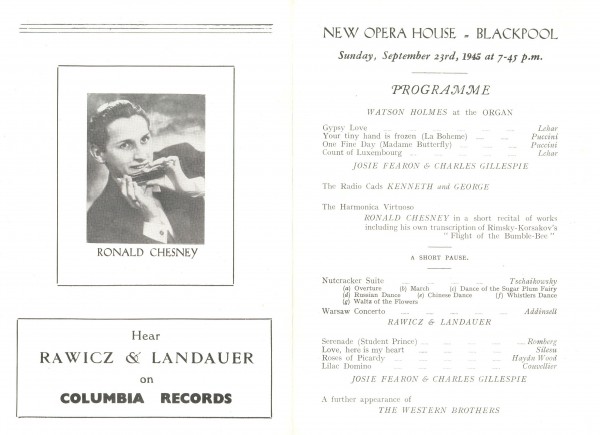 RONALD CHESNEY
Hear
RAWICZ & LANDAUER
on
COLUMBIA RECORDS
NEW OPERA HOUSE - BLACKPOOL
Sunday, September 23rd, 1945 at 7-45 p.m.
PROGRAMME
WATSON HOLMES at the ORGAN
Gypsy Love ... ... ... ... Lehar
Your tiny hand is frozen (La Boheme) ... ... ... Puccini
One Fine Day (Madame Butterfly) ... ... ... Puccini
Count of Luxembourg ... ... ... ... Lehar
JOSIE FEARON & CHARLES GILLESPIE
The Radio Cads KENNETH and GEORGE
The Harmonica Virtuoso
RONALD CHESNEY in a short recital of works
including his own transcription of Rimsky-Korsakov's
" Flight of the Bumble-Bee "
A SHORT PAUSE.
Nutcracker Suite ... ... ... ... Tschaikowsky
(a) Overture (b) March (c) Dance of the Sugar Plum Fairy
(d) Russian Dance (e) Chinese Dance (f) Whistlers Dance
(g) Waltz of the Flowers
Warsaw Concerto ... ... ... ... Addinsell
RAWICZ & LANDAUER
Serenade (Student Prince) ... ... ... ... Romberg
Love, here is my heart ... ... ... ... Silesu
Roses of Picardy ... ... ... ... Haydn Wood
Lilac Domino ... ... ... ... Couvillier
JOSIE FEARON & CHARLES GILLESPIE
A further appearance of
THE WESTERN BROTHERS